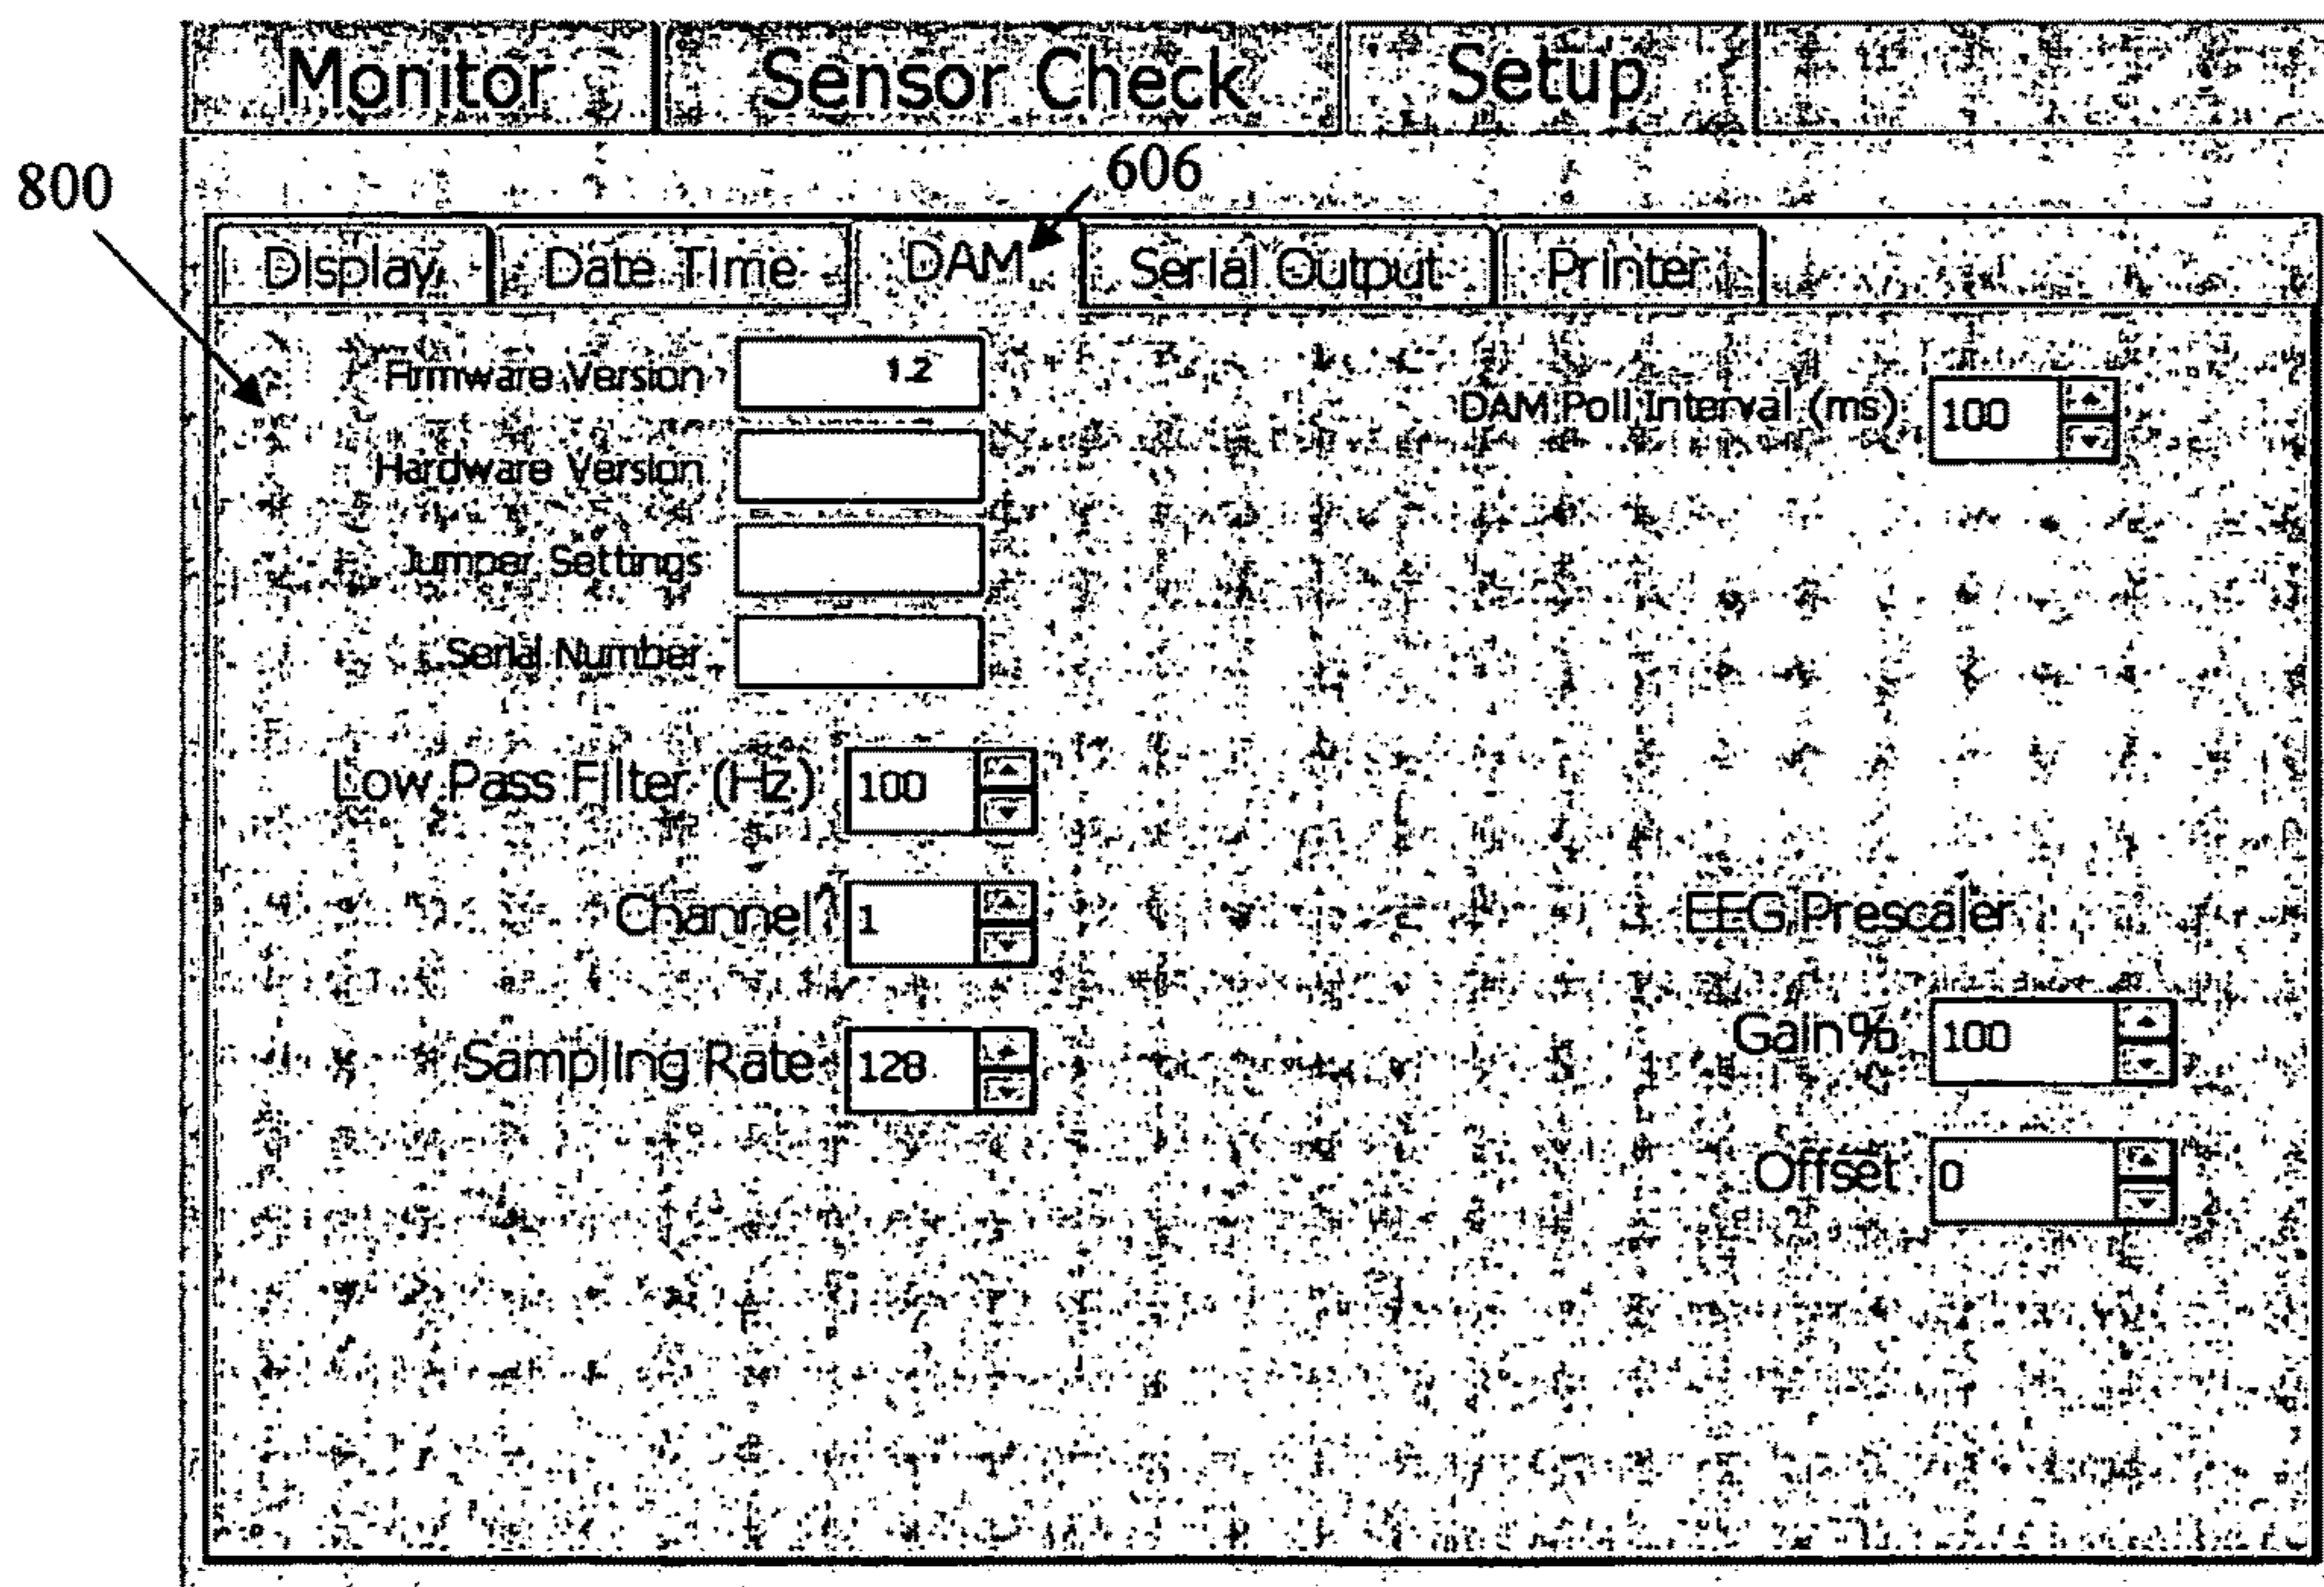 Monitor Sensor Check Setup
800
606
Display Date Time DAM Serial Output Printer
Firmware Version 1.2
DAM Poll Interval (ms) 100
Hardware Version
Jumper Settings
Serial Number
Low Pass Filter (Hz) 100
Channel 1
EEG Prescaler
Sampling Rate 128
Gain% 100
Offset 0